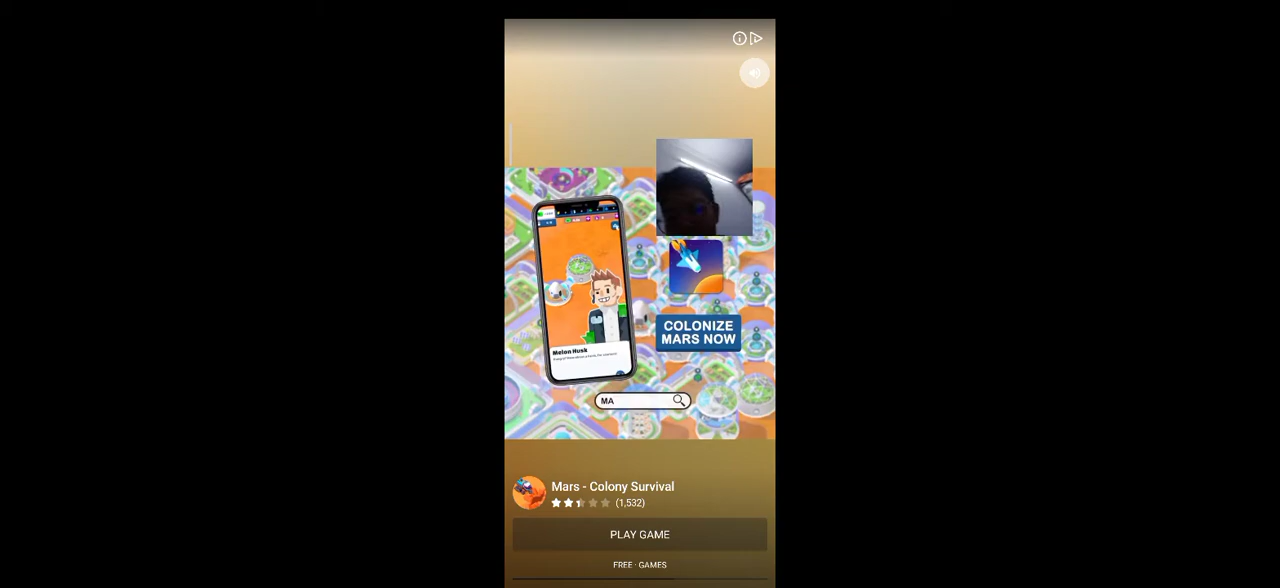 Melon Husk
COLONIZE
MARS NOW
MA
Mars - Colony Survival
(1,532)
PLAY GAME
FREE · GAMES